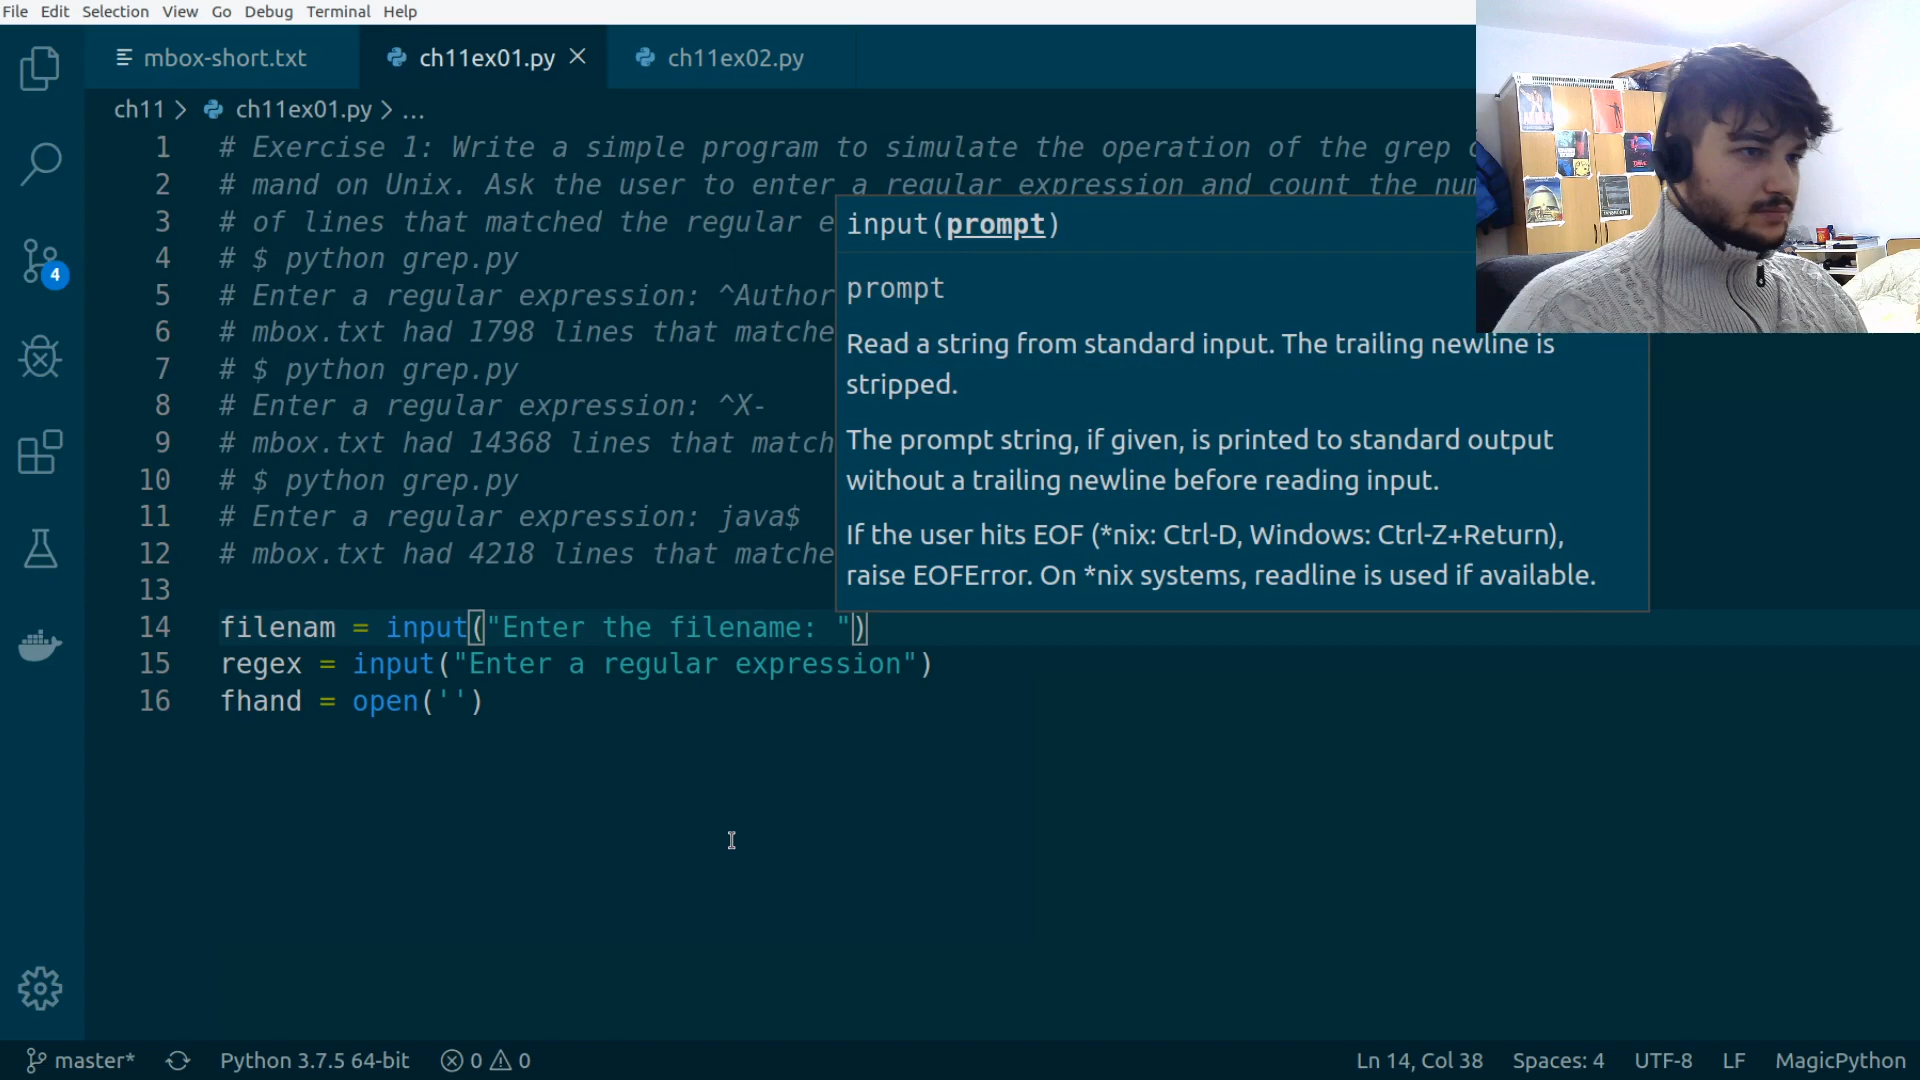 File Edit Selection View Go Debug Terminal Help
mbox-short.txt ch11ex01.py ch11ex02.py
ch11 > ch11ex01.py > ...
1 # Exercise 1: Write a simple program to simulate the operation of the grep
2 # mand on Unix. Ask the user to enter a regular expression and count the num
3 # of lines that matched the regular e
4 # $ python grep.py
5 # Enter a regular expression: ^Author
6 # mbox.txt had 1798 lines that matche
7 # $ python grep.py
8 # Enter a regular expression: ^X-
9 # mbox.txt had 14368 lines that match
10 # $ python grep.py
11 # Enter a regular expression: java$
12 # mbox.txt had 4218 lines that matche
13
14 filenam = input("Enter the filename: ")
15 regex = input("Enter a regular expression")
16 fhand = open('')
input(prompt)
prompt
Read a string from standard input. The trailing newline is
stripped.
The prompt string, if given, is printed to standard output
without a trailing newline before reading input.
If the user hits EOF (*nix: Ctrl-D, Windows: Ctrl-Z+Return),
raise EOFError. On *nix systems, readline is used if available.
4
master* Python 3.7.5 64-bit 0 0 Ln 14, Col 38 Spaces: 4 UTF-8 LF MagicPython